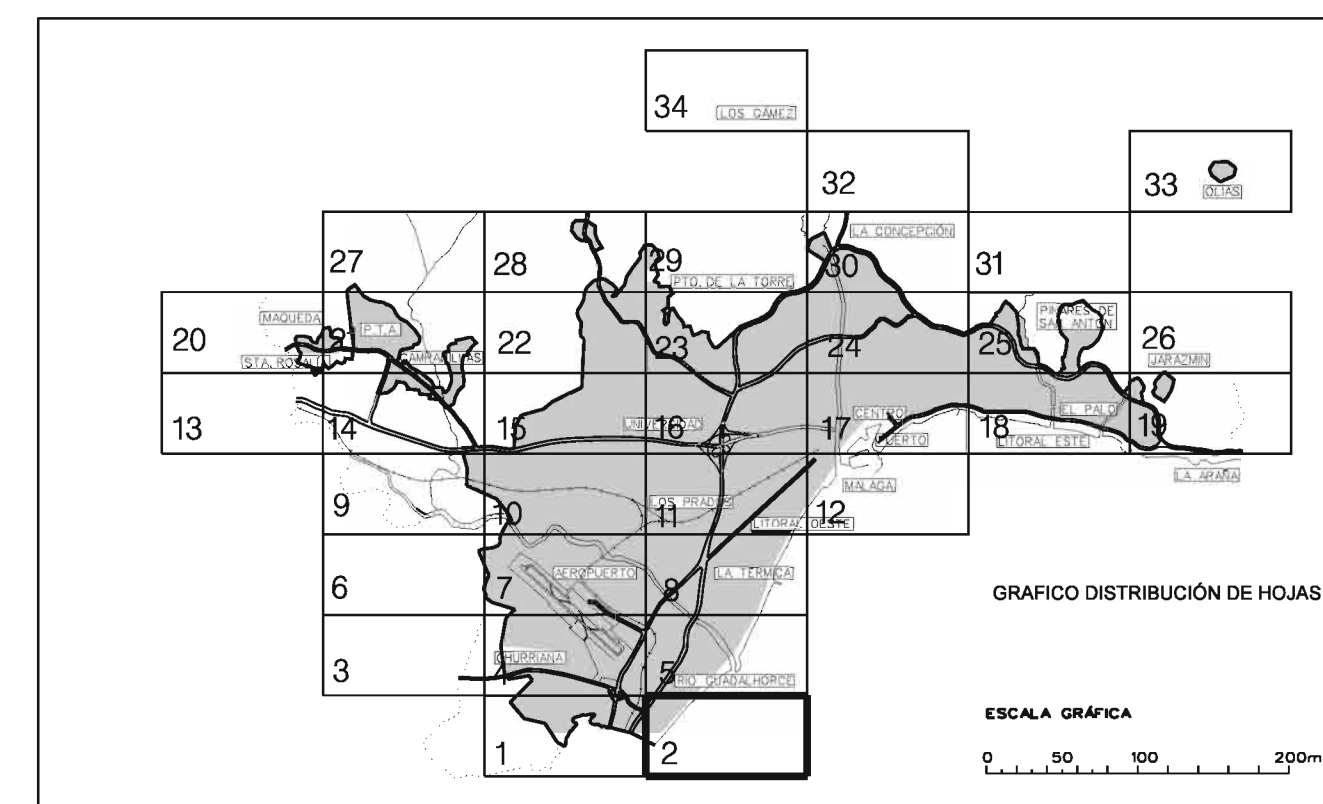 34 LOS GÁMEZ
32
33
OLIAS
LA CONCEPCIÓN
27
28
29
30
31
PTO. DE LA TORRE
MAQUEDA
P.T.A.
PINARES DE
SAN ANTÓN
20
22
23
24
25
26
STA. ROSALÍA
JARAZMIN
13
14
15
UNIVERSIDAD
16
17
CENTRO
18
EL PALO
19
LITORAL ESTE
LA ARAÑA
MALAGA
9
10
LOS PRADOS
11
LITORAL OESTE
12
6
7
AEROPUERTO
8
LA TÉRMICA
GRAFICO DISTRIBUCIÓN DE HOJAS
3
CHURRIANA
5
RIO GUADALHORCE
1
2
ESCALA GRÁFICA
0 50 100 200m